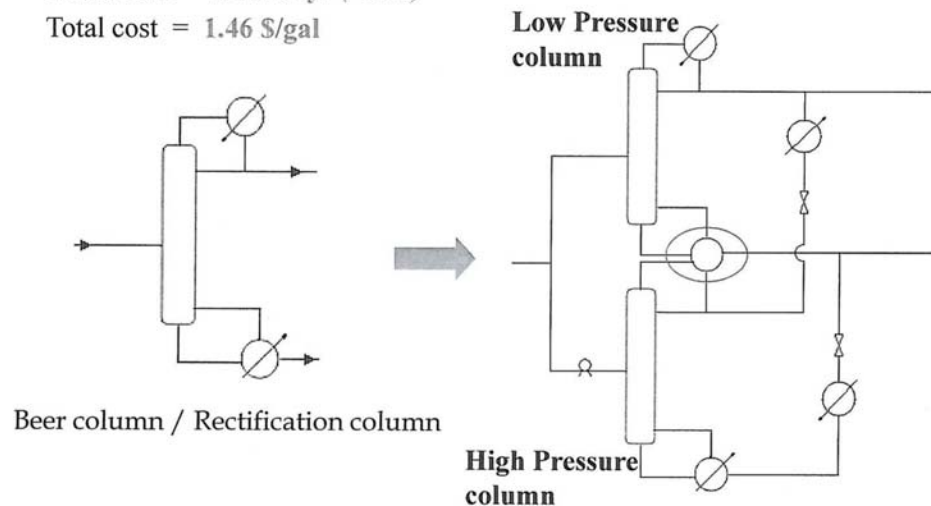 Total cost = 1.46 $/gal
Low Pressure
column
Beer column / Rectification column
High Pressure
column